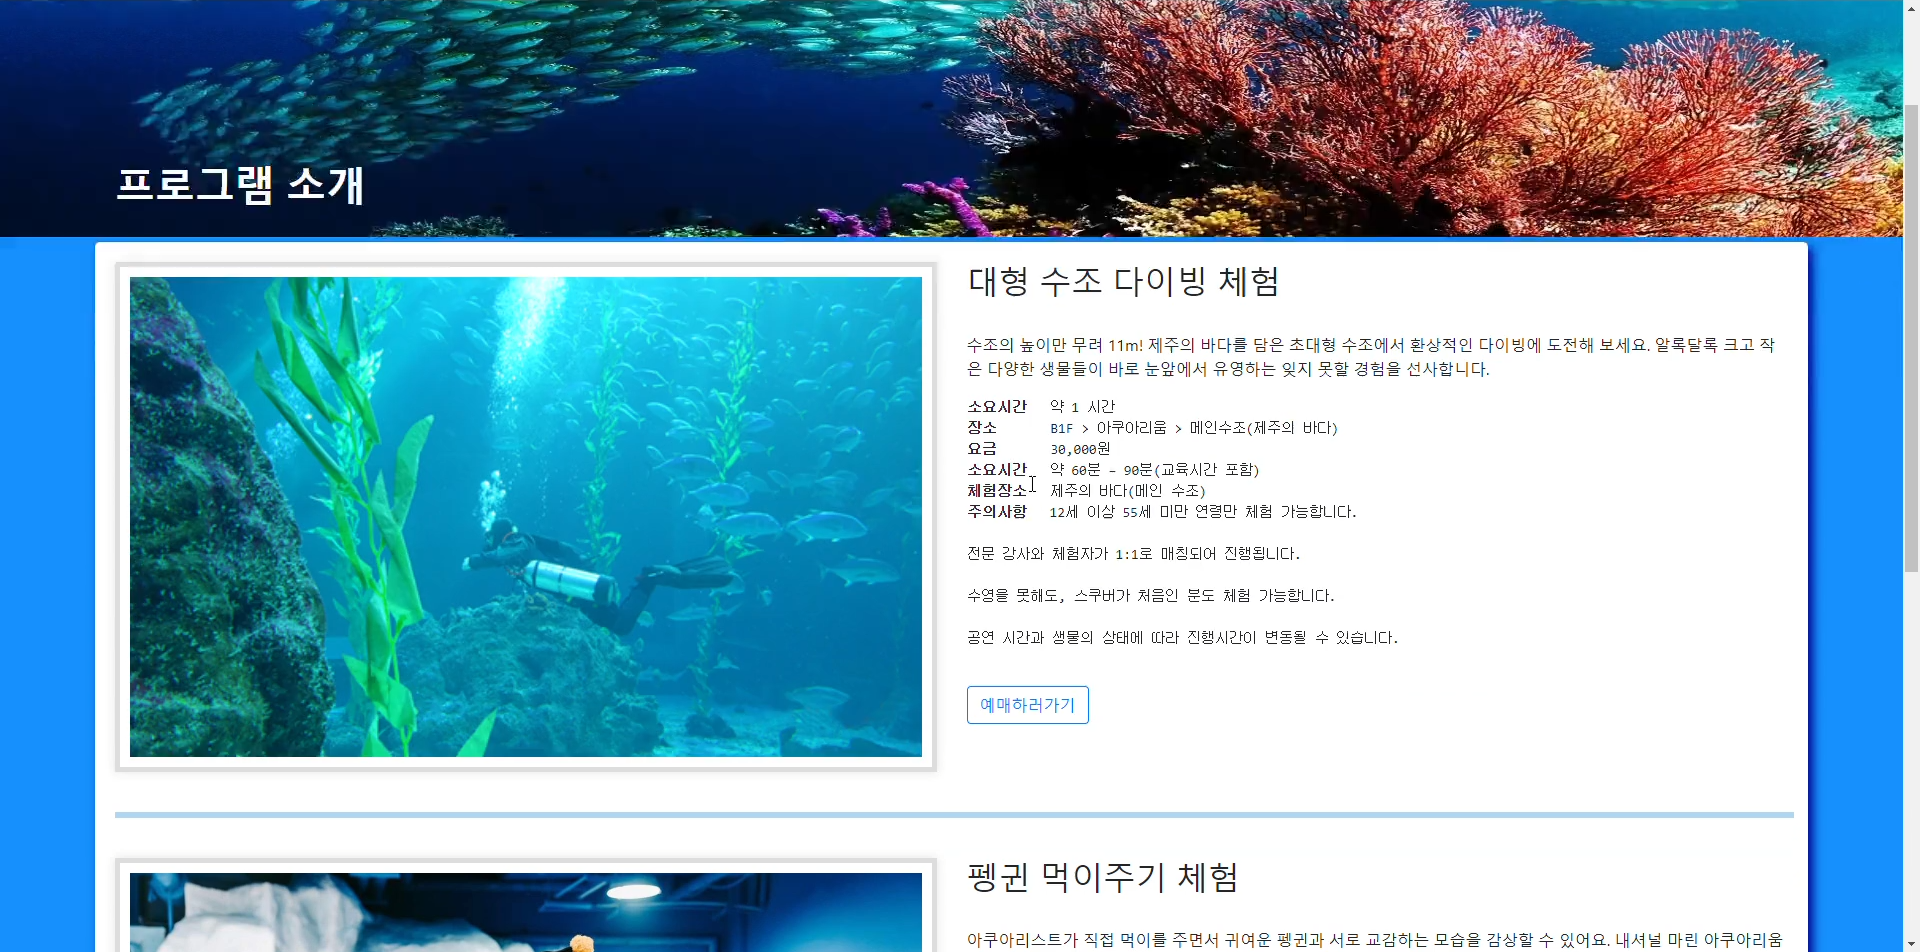 프로그램 소개
대형 수조 다이빙 체험
수조의 높이만 무려 11m! 제주의 바다를 담은 초대형 수조에서 환상적인 다이빙에 도전해 보세요. 알록달록 크고 작
은 다양한 생물들이 바로 눈앞에서 유영하는 잊지 못할 경험을 선사합니다.
소요시간 약 1 시간
장소 B1F > 아쿠아리움 > 메인수조(제주의 바다)
요금 30,000원
소요시간 약 60분 – 90분(교육시간 포함)
체험장소 제주의 바다(메인 수조)
주의사항 12세 이상 55세 미만 연령만 체험 가능합니다.
전문 강사와 체험자가 1:1로 매칭되어 진행됩니다.
수영을 못해도, 스쿠버가 처음인 분도 체험 가능합니다.
공연 시간과 생물의 상태에 따라 진행시간이 변동될 수 있습니다.
예매하러가기
펭귄 먹이주기 체험
아쿠아리스트가 직접 먹이를 주면서 귀여운 펭귄과 서로 교감하는 모습을 감상할 수 있어요. 내셔널 마린 아쿠아리움